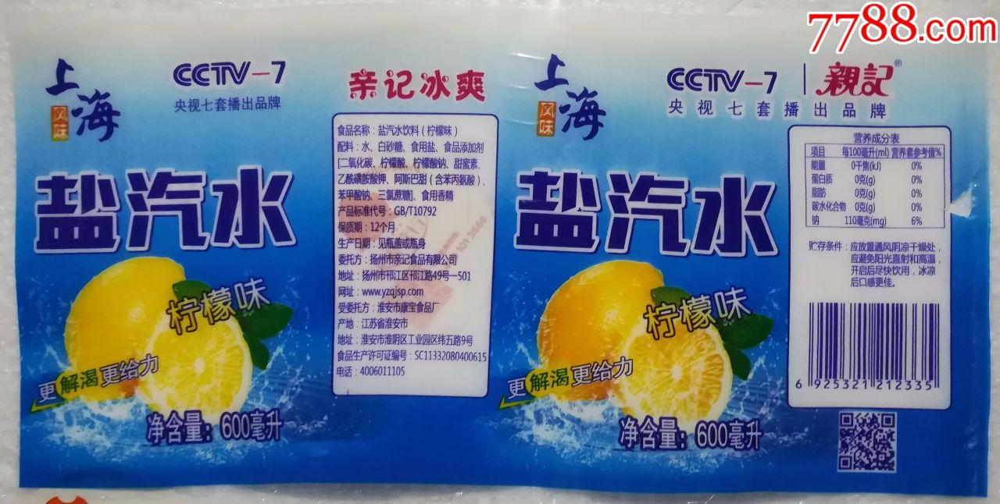 7788.com
上海
风味
CCTV-7
央视七套播出品牌
盐汽水
柠檬味
更解渴更给力
净含量：600毫升
亲记冰爽
食品名称：盐汽水饮料（柠檬味）
配料：水、白砂糖、食用盐、食品添加剂
[二氧化碳、柠檬酸、柠檬酸钠、甜蜜素、
乙酰磺胺酸钾、阿斯巴甜（含苯丙氨酸）、
苯甲酸钠、三氯蔗糖]、食用香精
产品标准代号：GB/T10792
保质期：12个月
生产日期：见瓶盖或瓶身
委托方：扬州市亲记食品有限公司
地址：扬州市邗江区邗江路49号—501
网址：www.yzqjsp.com
受委托方：淮安市康宝食品厂
产地：江苏省淮安市
地址：淮安市淮阴区工业园区纬五路9号
食品生产许可证编号：SC11332080400615
电话：4006011105
上海
风味
CCTV-7
親記®
央视七套播出品牌
盐汽水
柠檬味
更解渴更给力
净含量：600毫升
营养成分表
项目 每100毫升(ml) 营养素参考值%
能量 0千焦(kJ) 0%
蛋白质 0克(g) 0%
脂肪 0克(g) 0%
碳水化合物 0克(g) 0%
钠 110毫克(mg) 6%
贮存条件：应放置通风阴凉干燥处，
应避免阳光直射和高温，
开启后尽快饮用，冰凉
后口感更佳。
6 925321 212335